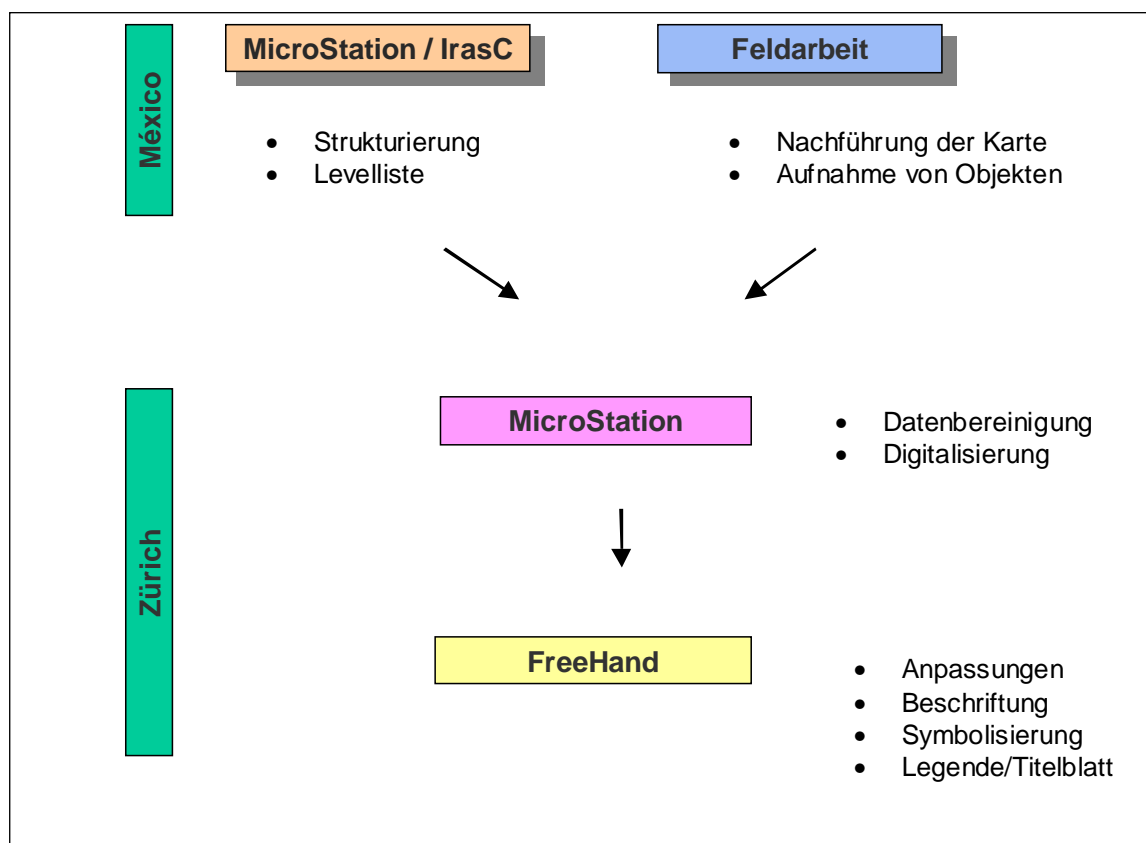 México
MicroStation / IrasC
• Strukturierung
• Levelliste
Feldarbeit
• Nachführung der Karte
• Aufnahme von Objekten
Zürich
MicroStation
• Datenbereinigung
• Digitalisierung
FreeHand
• Anpassungen
• Beschriftung
• Symbolisierung
• Legende/Titelblatt